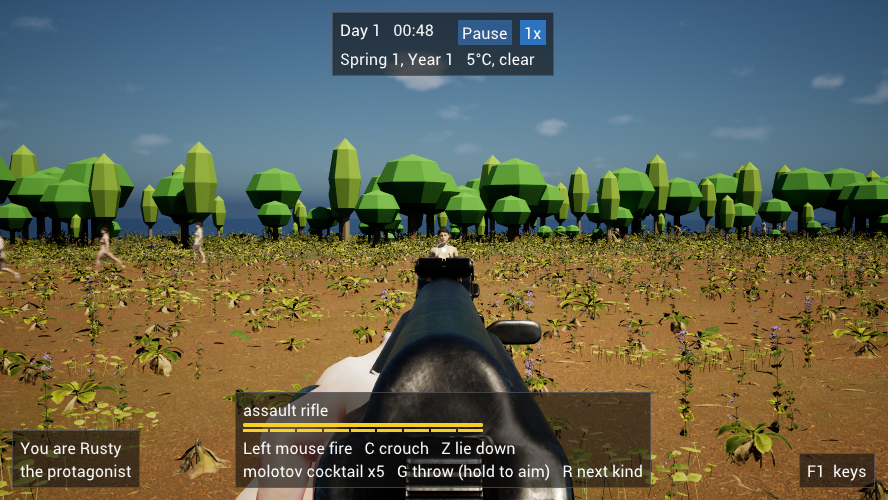 Day 1 00:48 Pause 1x
Spring 1, Year 1 5°C, clear
assault rifle
Left mouse fire C crouch Z lie down
molotov cocktail x5 G throw (hold to aim) R next kind
You are Rusty
the protagonist
F1 keys